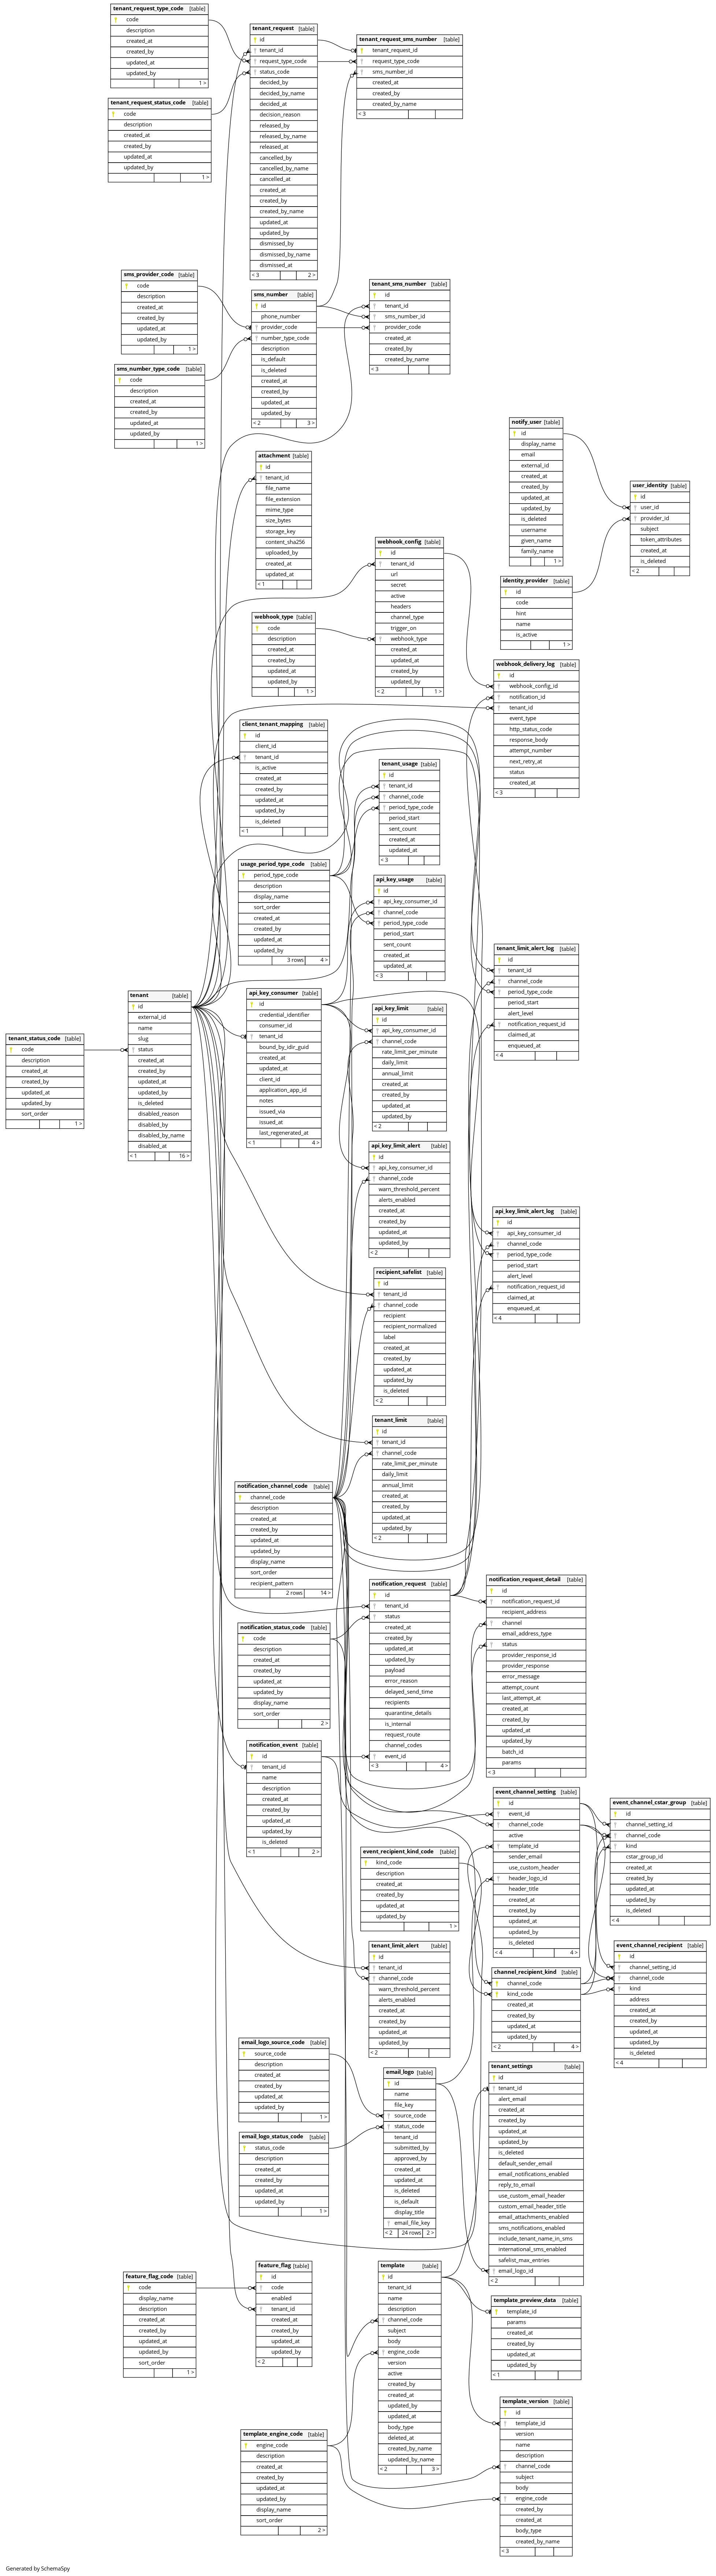 tenant_request_type_code [table]
code
description
created_at
created_by
updated_at
updated_by
1 >
tenant_request_status_code [table]
code
description
created_at
created_by
updated_at
updated_by
1 >
tenant_request [table]
id
tenant_id
request_type_code
status_code
decided_by
decided_by_name
decided_at
decision_reason
released_by
released_by_name
released_at
cancelled_by
cancelled_by_name
cancelled_at
created_at
created_by
created_by_name
updated_at
updated_by
dismissed_by
dismissed_by_name
dismissed_at
< 3 2 >
tenant_request_sms_number [table]
tenant_request_id
request_type_code
sms_number_id
created_at
created_by
created_by_name
< 3
sms_provider_code [table]
code
description
created_at
created_by
updated_at
updated_by
1 >
sms_number_type_code [table]
code
description
created_at
created_by
updated_at
updated_by
1 >
sms_number [table]
id
phone_number
provider_code
number_type_code
description
is_default
is_deleted
created_at
created_by
updated_at
updated_by
< 2 3 >
tenant_sms_number [table]
id
tenant_id
sms_number_id
provider_code
created_at
created_by
created_by_name
< 3
attachment [table]
id
tenant_id
file_name
file_extension
mime_type
size_bytes
storage_key
content_sha256
uploaded_by
created_at
updated_at
< 1
notify_user [table]
id
display_name
email
external_id
created_at
created_by
updated_at
updated_by
is_deleted
username
given_name
family_name
1 >
user_identity [table]
id
user_id
provider_id
subject
token_attributes
created_at
is_deleted
< 2
identity_provider [table]
id
code
hint
name
is_active
1 >
webhook_config [table]
id
tenant_id
url
secret
active
headers
channel_type
trigger_on
webhook_type
created_at
updated_at
created_by
updated_by
< 2 1 >
webhook_type [table]
code
description
created_at
created_by
updated_at
updated_by
1 >
webhook_delivery_log [table]
id
webhook_config_id
notification_id
tenant_id
event_type
http_status_code
response_body
attempt_number
next_retry_at
status
created_at
< 3
client_tenant_mapping [table]
id
client_id
tenant_id
is_active
created_at
created_by
updated_at
updated_by
is_deleted
< 1
tenant_usage [table]
id
tenant_id
channel_code
period_type_code
period_start
sent_count
created_at
updated_at
< 3
usage_period_type_code [table]
period_type_code
description
display_name
sort_order
created_at
created_by
updated_at
updated_by
3 rows 4 >
api_key_usage [table]
id
api_key_consumer_id
channel_code
period_type_code
period_start
sent_count
created_at
updated_at
< 3
tenant_limit_alert_log [table]
id
tenant_id
channel_code
period_type_code
period_start
alert_level
notification_request_id
claimed_at
enqueued_at
< 4
tenant_status_code [table]
code
description
created_at
created_by
updated_at
updated_by
sort_order
1 >
tenant [table]
id
external_id
name
slug
status
created_at
created_by
updated_at
updated_by
is_deleted
disabled_reason
disabled_by
disabled_by_name
disabled_at
< 1 16 >
api_key_consumer [table]
id
credential_identifier
consumer_id
tenant_id
bound_by_idir_guid
created_at
updated_at
client_id
application_app_id
notes
issued_via
issued_at
last_regenerated_at
< 1 4 >
api_key_limit [table]
id
api_key_consumer_id
channel_code
rate_limit_per_minute
daily_limit
annual_limit
created_at
created_by
updated_at
updated_by
< 2
api_key_limit_alert [table]
id
api_key_consumer_id
channel_code
warn_threshold_percent
alerts_enabled
created_at
created_by
updated_at
updated_by
< 2
api_key_limit_alert_log [table]
id
api_key_consumer_id
channel_code
period_type_code
period_start
alert_level
notification_request_id
claimed_at
enqueued_at
< 4
recipient_safelist [table]
id
tenant_id
channel_code
recipient
recipient_normalized
label
created_at
created_by
updated_at
updated_by
is_deleted
< 2
tenant_limit [table]
id
tenant_id
channel_code
rate_limit_per_minute
daily_limit
annual_limit
created_at
created_by
updated_at
updated_by
< 2
notification_channel_code [table]
channel_code
description
created_at
created_by
updated_at
updated_by
display_name
sort_order
recipient_pattern
2 rows 14 >
notification_request [table]
id
tenant_id
status
created_at
created_by
updated_at
updated_by
payload
error_reason
delayed_send_time
recipients
quarantine_details
is_internal
request_route
channel_codes
event_id
< 3 4 >
notification_request_detail [table]
id
notification_request_id
recipient_address
channel
email_address_type
status
provider_response_id
provider_response
error_message
attempt_count
last_attempt_at
created_at
created_by
updated_at
updated_by
batch_id
params
< 3
notification_status_code [table]
code
description
created_at
created_by
updated_at
updated_by
display_name
sort_order
2 >
notification_event [table]
id
tenant_id
name
description
created_at
created_by
updated_at
updated_by
is_deleted
< 1 2 >
event_channel_setting [table]
id
event_id
channel_code
active
template_id
sender_email
use_custom_header
header_logo_id
header_title
created_at
created_by
updated_at
updated_by
is_deleted
< 4 4 >
event_channel_cstar_group [table]
id
channel_setting_id
channel_code
kind
cstar_group_id
created_at
created_by
updated_at
updated_by
is_deleted
< 4
event_recipient_kind_code [table]
kind_code
description
created_at
created_by
updated_at
updated_by
1 >
tenant_limit_alert [table]
id
tenant_id
channel_code
warn_threshold_percent
alerts_enabled
created_at
created_by
updated_at
updated_by
< 2
channel_recipient_kind [table]
channel_code
kind_code
created_at
created_by
updated_at
updated_by
< 2 4 >
event_channel_recipient [table]
id
channel_setting_id
channel_code
kind
address
created_at
created_by
updated_at
updated_by
is_deleted
< 4
email_logo_source_code [table]
source_code
description
created_at
created_by
updated_at
updated_by
1 >
email_logo_status_code [table]
status_code
description
created_at
created_by
updated_at
updated_by
1 >
email_logo [table]
id
name
file_key
source_code
status_code
tenant_id
submitted_by
approved_by
created_at
updated_at
is_deleted
is_default
display_title
email_file_key
< 2 24 rows 2 >
tenant_settings [table]
id
tenant_id
alert_email
created_at
created_by
updated_at
updated_by
is_deleted
default_sender_email
email_notifications_enabled
reply_to_email
use_custom_email_header
custom_email_header_title
email_attachments_enabled
sms_notifications_enabled
include_tenant_name_in_sms
international_sms_enabled
safelist_max_entries
email_logo_id
< 2
feature_flag_code [table]
code
display_name
description
created_at
created_by
updated_at
updated_by
sort_order
1 >
feature_flag [table]
id
code
enabled
tenant_id
created_at
created_by
updated_at
updated_by
< 2
template [table]
id
tenant_id
name
description
channel_code
subject
body
engine_code
version
active
created_by
created_at
updated_by
updated_at
body_type
deleted_at
created_by_name
updated_by_name
< 2 3 >
template_preview_data [table]
template_id
params
created_at
created_by
updated_at
updated_by
< 1
template_engine_code [table]
engine_code
description
created_at
created_by
updated_at
updated_by
display_name
sort_order
2 >
template_version [table]
id
template_id
version
name
description
channel_code
subject
body
engine_code
created_by
created_at
body_type
created_by_name
< 3
Generated by SchemaSpy